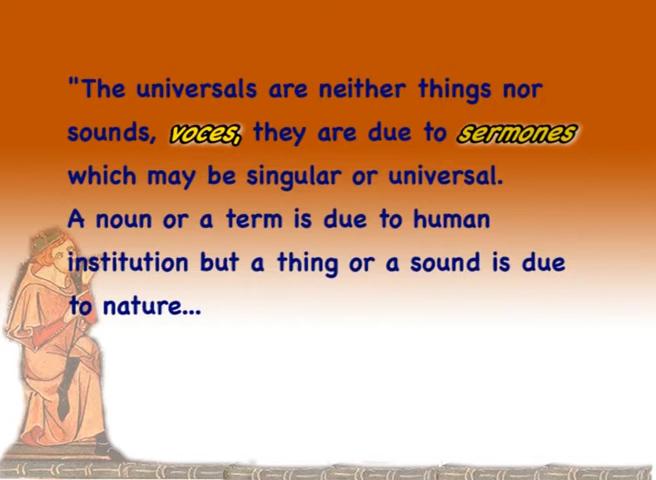 "The universals are neither things nor
sounds, voces, they are due to sermones
which may be singular or universal.
A noun or a term is due to human
institution but a thing or a sound is due
to nature...